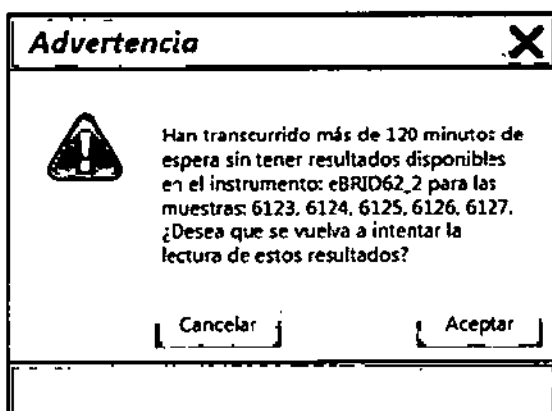 Advertencia
Han transcurrido más de 120 minutos de
espera sin tener resultados disponibles
en el instrumento: eBRID62_2 para las
muestras: 6123, 6124, 6125, 6126, 6127.
¿Desea que se vuelva a intentar la
lectura de estos resultados?
Cancelar
Aceptar